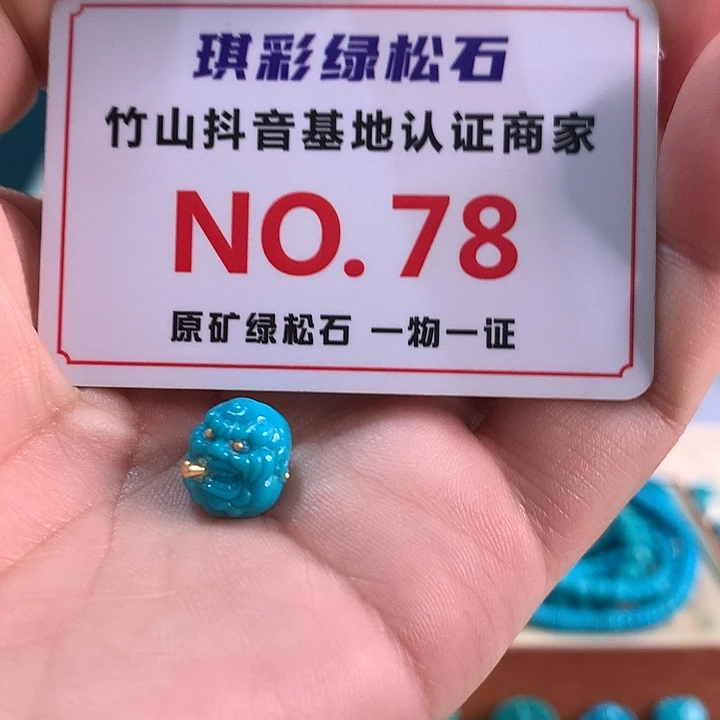 琪彩绿松石
竹山抖音基地认证商家
NO. 78
原矿绿松石 一物一证